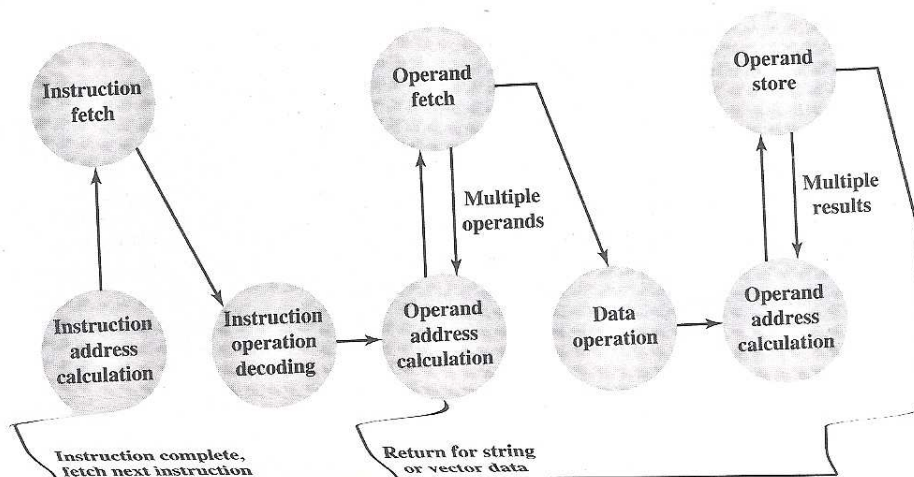 Instruction
fetch
Operand
fetch
Operand
store
Multiple
operands
Multiple
results
Instruction
address
calculation
Instruction
operation
decoding
Operand
address
calculation
Data
operation
Operand
address
calculation
Instruction complete,
fetch next instruction
Return for string
or vector data